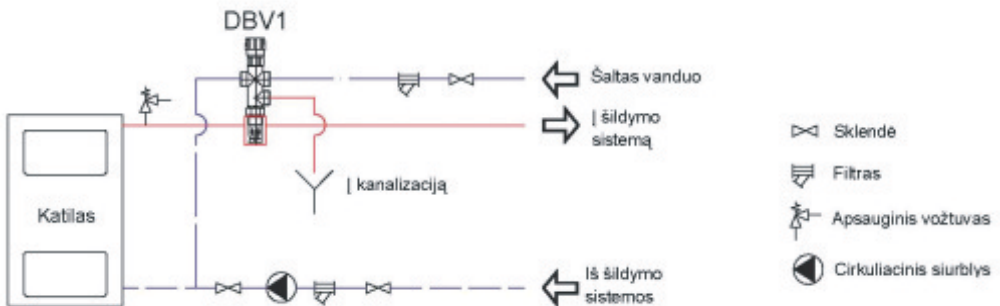 DBV1
Šaltas vanduo
Į šildymo
sistemą
Į kanalizaciją
Katilas
Iš šildymo
sistemos
Sklendė
Filtras
Apsauginis vožtuvas
Cirkuliacinis siurblys